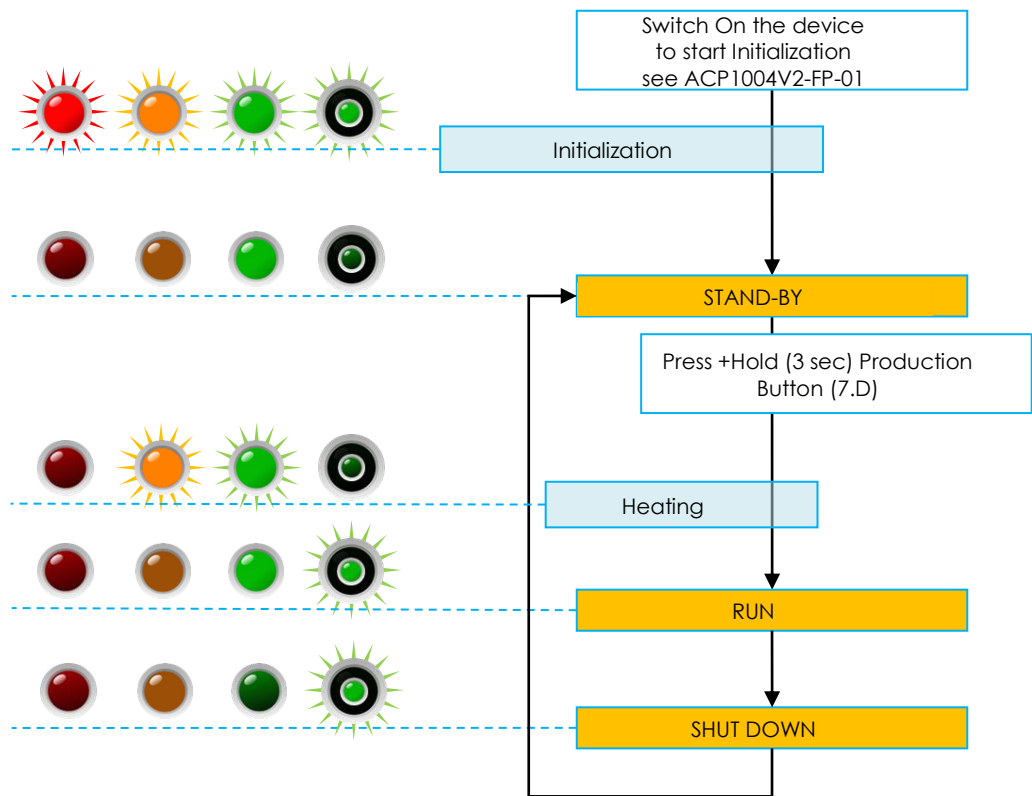 Switch On the device
to start Initialization
see ACP1004V2-FP-01
Initialization
STAND-BY
Press +Hold (3 sec) Production
Button (7.D)
Heating
RUN
SHUT DOWN